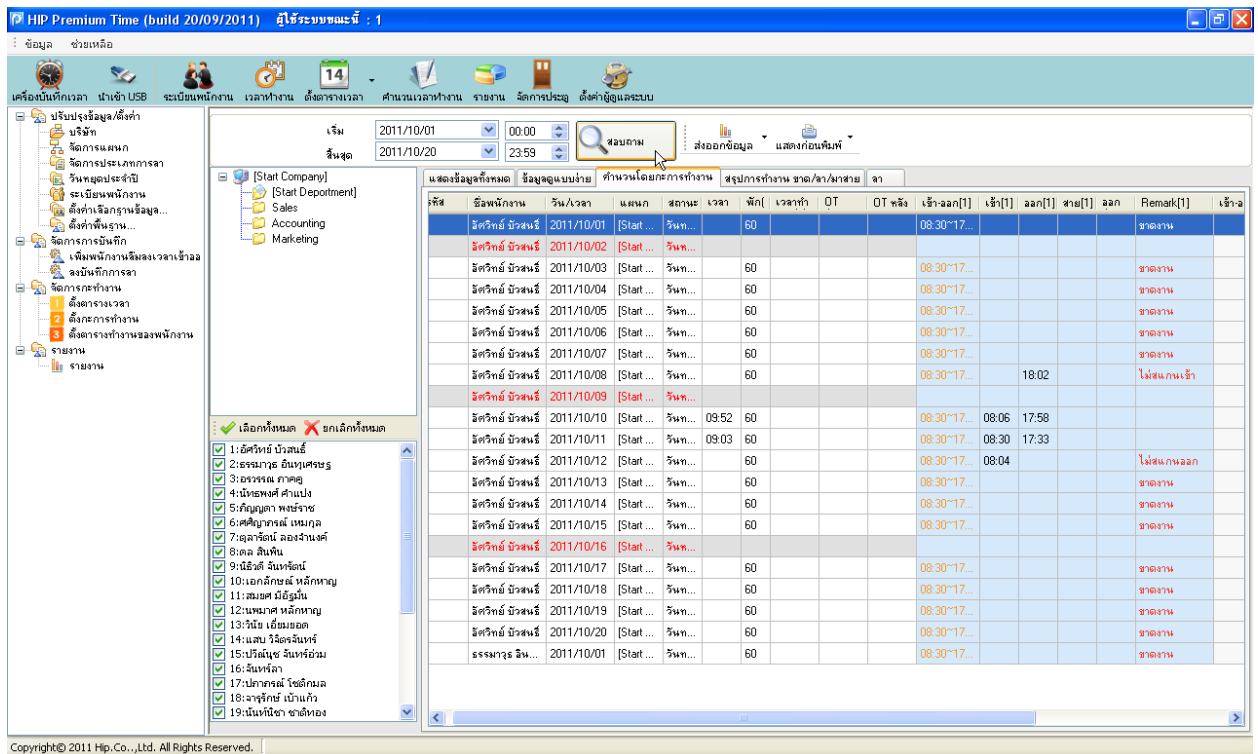 HIP Premium Time (build 20/09/2011) ผู้ใช้ระบบขณะนี้ : 1
ข้อมูล ช่วยเหลือ
14
เครื่องบันทึกเวลา นำเข้า USB ระเบียนพนักงาน เวลาทำงาน ตั้งตารางเวลา คำนวนเวลาทำงาน รายงาน จัดการประตู ตั้งค่าผู้ดูแลระบบ
ปรับปรุงข้อมูล/ตั้งค่า
บริษัท
จัดการแผนก
จัดการประเภทการลา
วันหยุดประจำปี
ระเบียนพนักงาน
ตั้งค่าเลือกฐานข้อมูล...
ตั้งค่าพื้นฐาน...
จัดการการบันทึก
เพิ่มพนักงานลืมลงเวลาเข้าออ
ลงบันทึกการลา
จัดการกะทำงาน
1 ตั้งตารางเวลา
2 ตั้งกะการทำงาน
3 ตั้งตารางทำงานของพนักงาน
รายงาน
รายงาน
เริ่ม 2011/10/01 00:00
สิ้นสุด 2011/10/20 23:59
สอบถาม ส่งออกข้อมูล แสดงก่อนพิมพ์
[Start Company]
[Start Deportment]
Sales
Accounting
Marketing
เลือกทั้งหมด ยกเลิกทั้งหมด
1:อัศวิทย์ บัวสนธิ์
2:ธรรมาวุธ อินทุเศรษฐ
3:อรวรรณ ภาคคู
4:นัทธพงศ์ คำแปง
5:ภิญญดา พงษ์ราช
6:ศศิญาภรณ์ เหมกุล
7:ตุลารัตน์ ลองจำนงค์
8:ดล สินพิน
9:นิธิวดี จันทรัตน์
10:เอกลักษณ์ หลักหาญ
11:สมยศ มีอัฐมั่น
12:นพมาศ หลักหาญ
13:วินัย เอี่ยมยอด
14:แสบ วิจิตรจันทร์
15:ปวิณ์นุช จันทร์อ่วม
16:จันทร์ลา
17:ปภาภรณ์ โชติกมล
18:จารุรักษ์ เบ้าแก้ว
19:นันท์นิชา ชาติทอง
แสดงข้อมูลทั้งหมด ข้อมูลดูแบบง่าย คำนวนโดยกะการทำงาน สรุปการทำงาน ขาด/ลา/มาสาย ลา
รหัส ชื่อพนักงาน วัน/เวลา แผนก สถานะ เวลา พัก( เวลาทำ OT OT หลัง เข้า-ออก[1] เข้า[1] ออก[1] สาย[1] ออก Remark[1] เข้า-อ
อัศวิทย์ บัวสนธิ์ 2011/10/01 [Start ... วันท... 60 08:30~17... ขาดงาน
อัศวิทย์ บัวสนธิ์ 2011/10/02 [Start ... วันห...
อัศวิทย์ บัวสนธิ์ 2011/10/03 [Start ... วันท... 60 08:30~17... ขาดงาน
อัศวิทย์ บัวสนธิ์ 2011/10/04 [Start ... วันท... 60 08:30~17... ขาดงาน
อัศวิทย์ บัวสนธิ์ 2011/10/05 [Start ... วันท... 60 08:30~17... ขาดงาน
อัศวิทย์ บัวสนธิ์ 2011/10/06 [Start ... วันท... 60 08:30~17... ขาดงาน
อัศวิทย์ บัวสนธิ์ 2011/10/07 [Start ... วันท... 60 08:30~17... ขาดงาน
อัศวิทย์ บัวสนธิ์ 2011/10/08 [Start ... วันท... 60 08:30~17... 18:02 ไม่สแกนเข้า
อัศวิทย์ บัวสนธิ์ 2011/10/09 [Start ... วันห...
อัศวิทย์ บัวสนธิ์ 2011/10/10 [Start ... วันท... 09:52 60 08:30~17... 08:06 17:58
อัศวิทย์ บัวสนธิ์ 2011/10/11 [Start ... วันท... 09:03 60 08:30~17... 08:30 17:33
อัศวิทย์ บัวสนธิ์ 2011/10/12 [Start ... วันท... 60 08:30~17... 08:04 ไม่สแกนออก
อัศวิทย์ บัวสนธิ์ 2011/10/13 [Start ... วันท... 60 08:30~17... ขาดงาน
อัศวิทย์ บัวสนธิ์ 2011/10/14 [Start ... วันท... 60 08:30~17... ขาดงาน
อัศวิทย์ บัวสนธิ์ 2011/10/15 [Start ... วันท... 60 08:30~17... ขาดงาน
อัศวิทย์ บัวสนธิ์ 2011/10/16 [Start ... วันห...
อัศวิทย์ บัวสนธิ์ 2011/10/17 [Start ... วันท... 60 08:30~17... ขาดงาน
อัศวิทย์ บัวสนธิ์ 2011/10/18 [Start ... วันท... 60 08:30~17... ขาดงาน
อัศวิทย์ บัวสนธิ์ 2011/10/19 [Start ... วันท... 60 08:30~17... ขาดงาน
อัศวิทย์ บัวสนธิ์ 2011/10/20 [Start ... วันท... 60 08:30~17... ขาดงาน
ธรรมาวุธ อิน... 2011/10/01 [Start ... วันท... 60 08:30~17... ขาดงาน
Copyright© 2011 Hip.Co..,Ltd. All Rights Reserved.